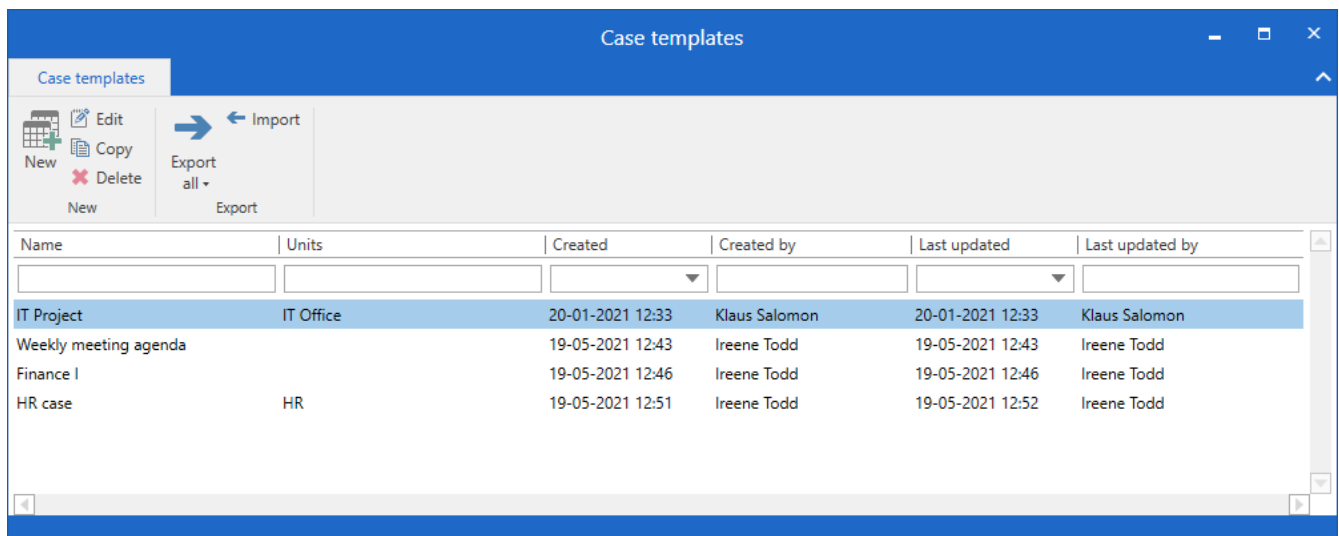 Case templates
Case templates
New
Edit
Copy
Delete
New
Export
all
Import
Export
Name Units Created Created by Last updated Last updated by
IT Project IT Office 20-01-2021 12:33 Klaus Salomon 20-01-2021 12:33 Klaus Salomon
Weekly meeting agenda 19-05-2021 12:43 Ireene Todd 19-05-2021 12:43 Ireene Todd
Finance I 19-05-2021 12:46 Ireene Todd 19-05-2021 12:46 Ireene Todd
HR case HR 19-05-2021 12:51 Ireene Todd 19-05-2021 12:52 Ireene Todd